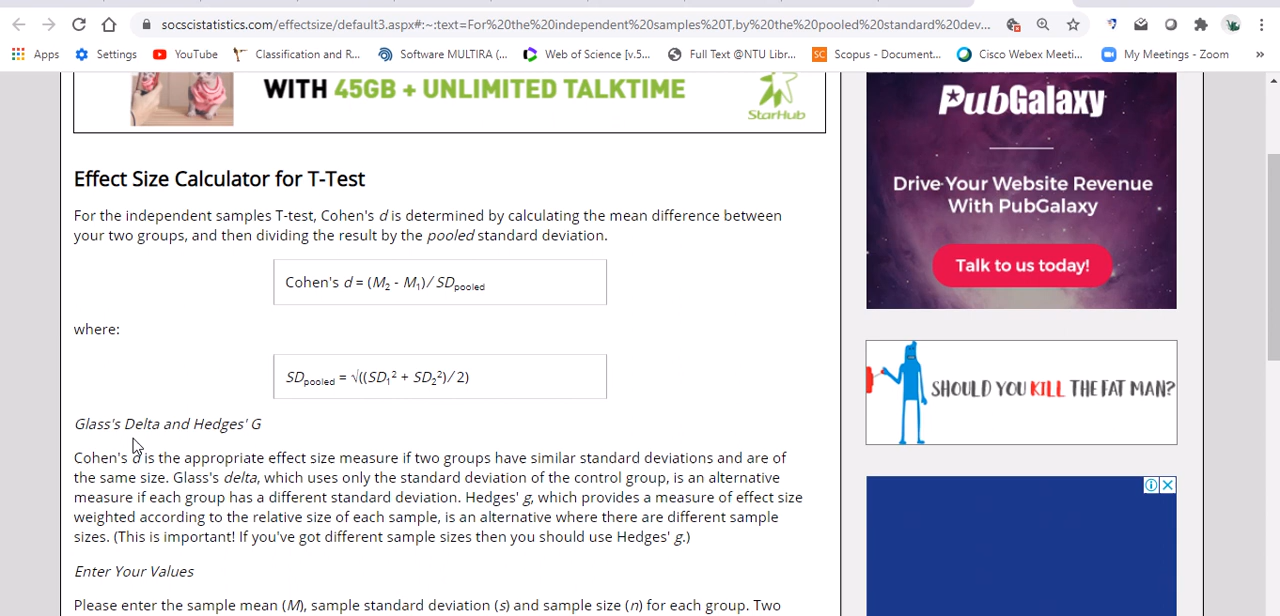 socscistatistics.com/effectsize/default3.aspx#:~:text=For%20the%20independent%20samples%20T,by%20the%20pooled%20standard%20dev...
Apps Settings YouTube Classification and R... Software MULTIRA (... Web of Science [v.5... Full Text @NTU Libr... SC Scopus - Document... Cisco Webex Meeti... My Meetings - Zoom »
WITH 45GB + UNLIMITED TALKTIME
StarHub
PubGalaxy
Drive Your Website Revenue
With PubGalaxy
Talk to us today!
Effect Size Calculator for T-Test
For the independent samples T-test, Cohen's d is determined by calculating the mean difference between
your two groups, and then dividing the result by the pooled standard deviation.
Cohen's d = (M₂ - M₁) ∕ SDpooled
where:
SDpooled = √((SD₁² + SD₂²) ∕ 2)
SHOULD YOU KILL THE FAT MAN?
Glass's Delta and Hedges' G
Cohen's d is the appropriate effect size measure if two groups have similar standard deviations and are of
the same size. Glass's delta, which uses only the standard deviation of the control group, is an alternative
measure if each group has a different standard deviation. Hedges' g, which provides a measure of effect size
weighted according to the relative size of each sample, is an alternative where there are different sample
sizes. (This is important! If you've got different sample sizes then you should use Hedges' g.)
Enter Your Values
Please enter the sample mean (M), sample standard deviation (s) and sample size (n) for each group. Two